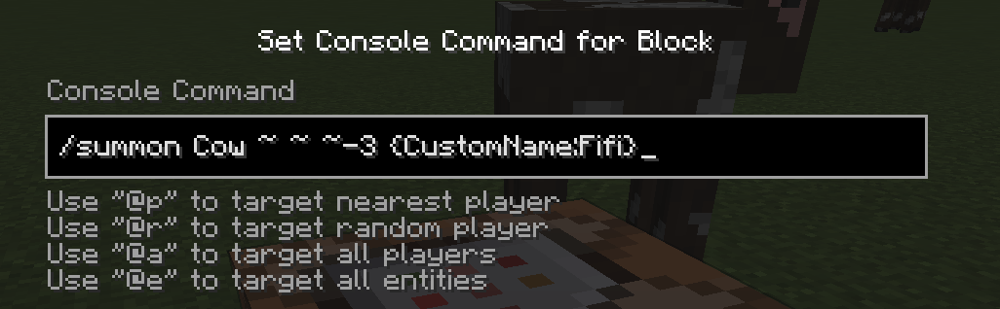 Set Console Command for Block
Console Command
/summon Cow ~ ~ ~-3 {CustomName:Fifi}_
Use "@p" to target nearest player
Use "@r" to target random player
Use "@a" to target all players
Use "@e" to target all entities